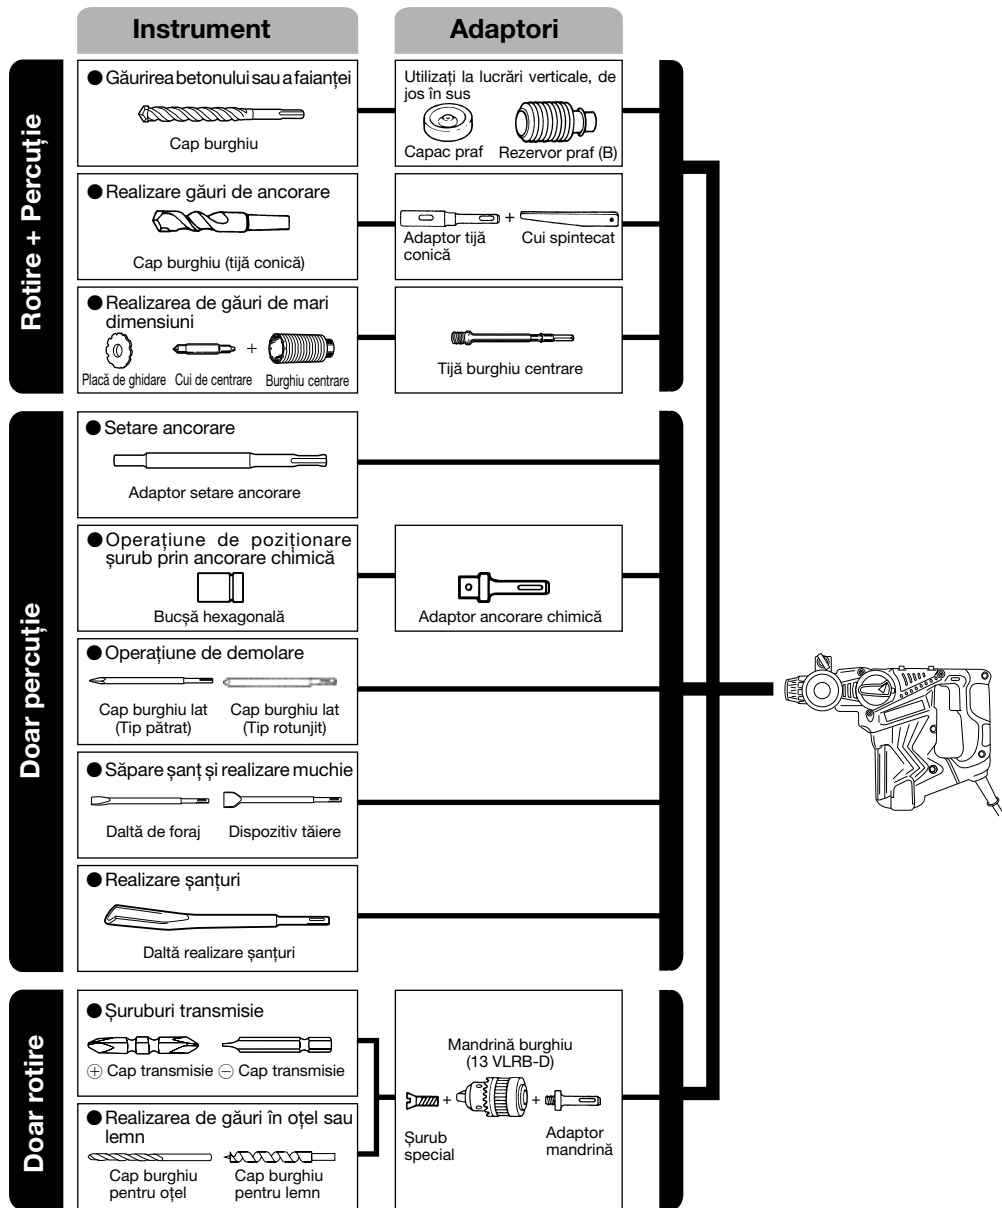 Instrument
Adaptori
Rotire + Percuție
● Găurirea betonului sau a faianței
Cap burghiu
Utilizați la lucrări verticale, de
jos în sus
Capac praf
Rezervor praf (B)
● Realizare găuri de ancorare
Cap burghiu (tijă conică)
+
Adaptor tijă
conică
Cui spintecat
● Realizarea de găuri de mari
dimensiuni
+
Placă de ghidare
Cui de centrare
Burghiu centrare
Tijă burghiu centrare
Doar percuție
● Setare ancorare
Adaptor setare ancorare
● Operațiune de poziționare
șurub prin ancorare chimică
Bucșă hexagonală
Adaptor ancorare chimică
● Operațiune de demolare
Cap burghiu lat
(Tip pătrat)
Cap burghiu lat
(Tip rotunjit)
● Săpare șanț și realizare muchie
Daltă de foraj
Dispozitiv tăiere
● Realizare șanțuri
Daltă realizare șanțuri
Doar rotire
● Șuruburi transmisie
⊕ Cap transmisie
⊖ Cap transmisie
● Realizarea de găuri în oțel sau
lemn
Cap burghiu
pentru oțel
Cap burghiu
pentru lemn
Mandrină burghiu
(13 VLRB-D)
+ +
Șurub
special
Adaptor
mandrină